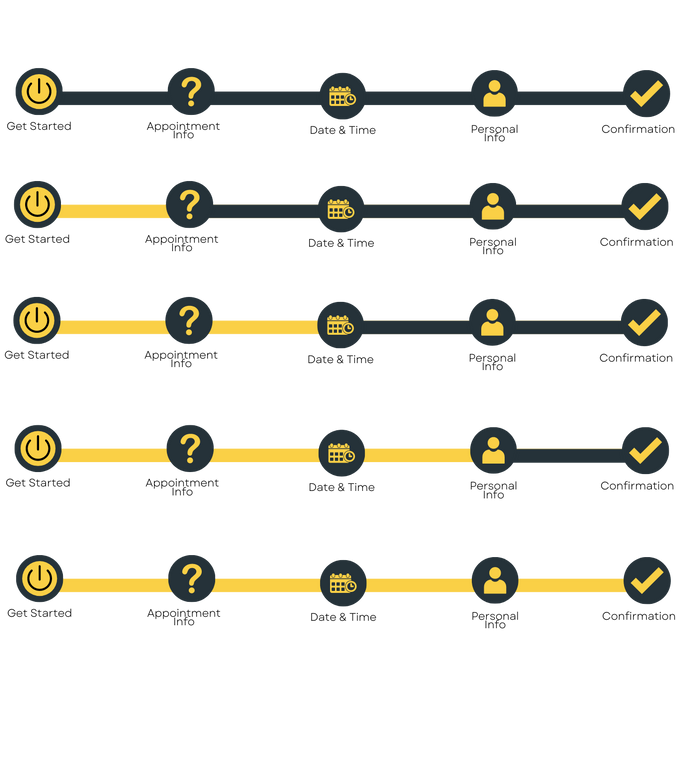 Get Started
Appointment
Info
Date & Time
Personal
Info
Confirmation
Get Started
Appointment
Info
Date & Time
Personal
Info
Confirmation
Get Started
Appointment
Info
Date & Time
Personal
Info
Confirmation
Get Started
Appointment
Info
Date & Time
Personal
Info
Confirmation
Get Started
Appointment
Info
Date & Time
Personal
Info
Confirmation